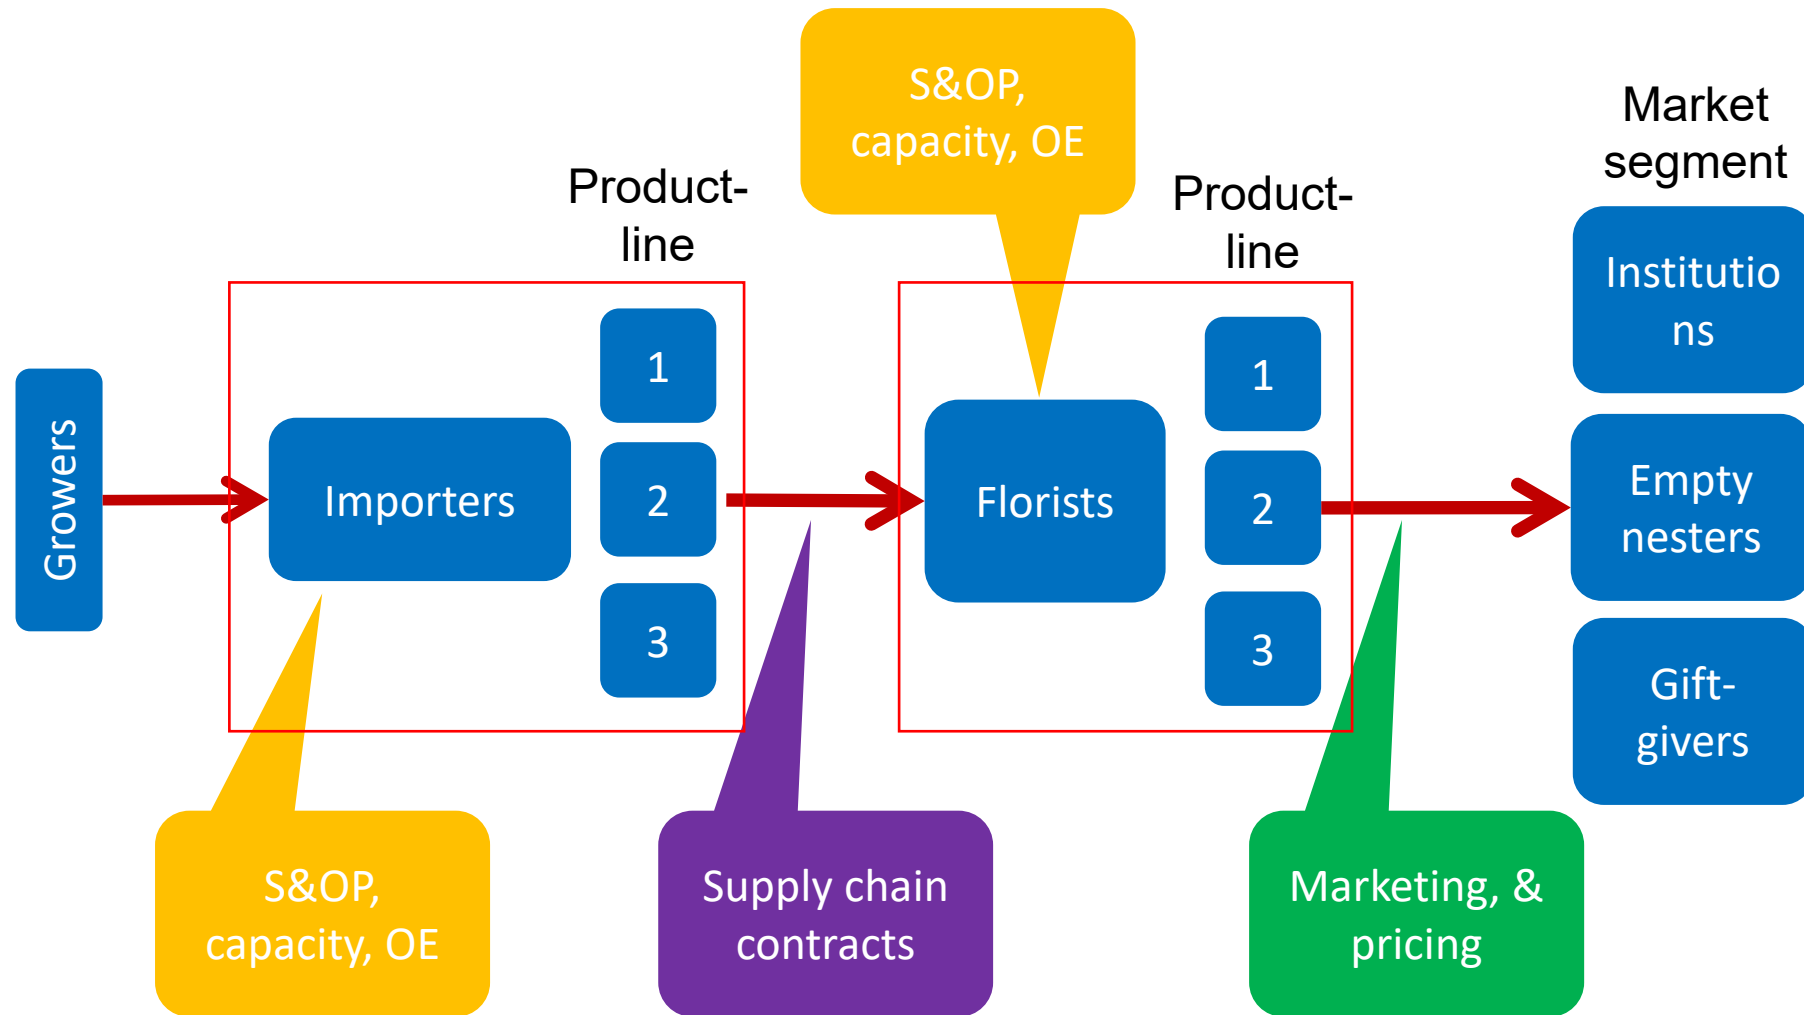 Growers
Importers
S&OP,
capacity, OE
Product-
line
1
2
3
Supply chain
contracts
S&OP,
capacity, OE
Florists
Product-
line
1
2
3
Marketing, &
pricing
Market
segment
Institutio
ns
Empty
nesters
Gift-
givers